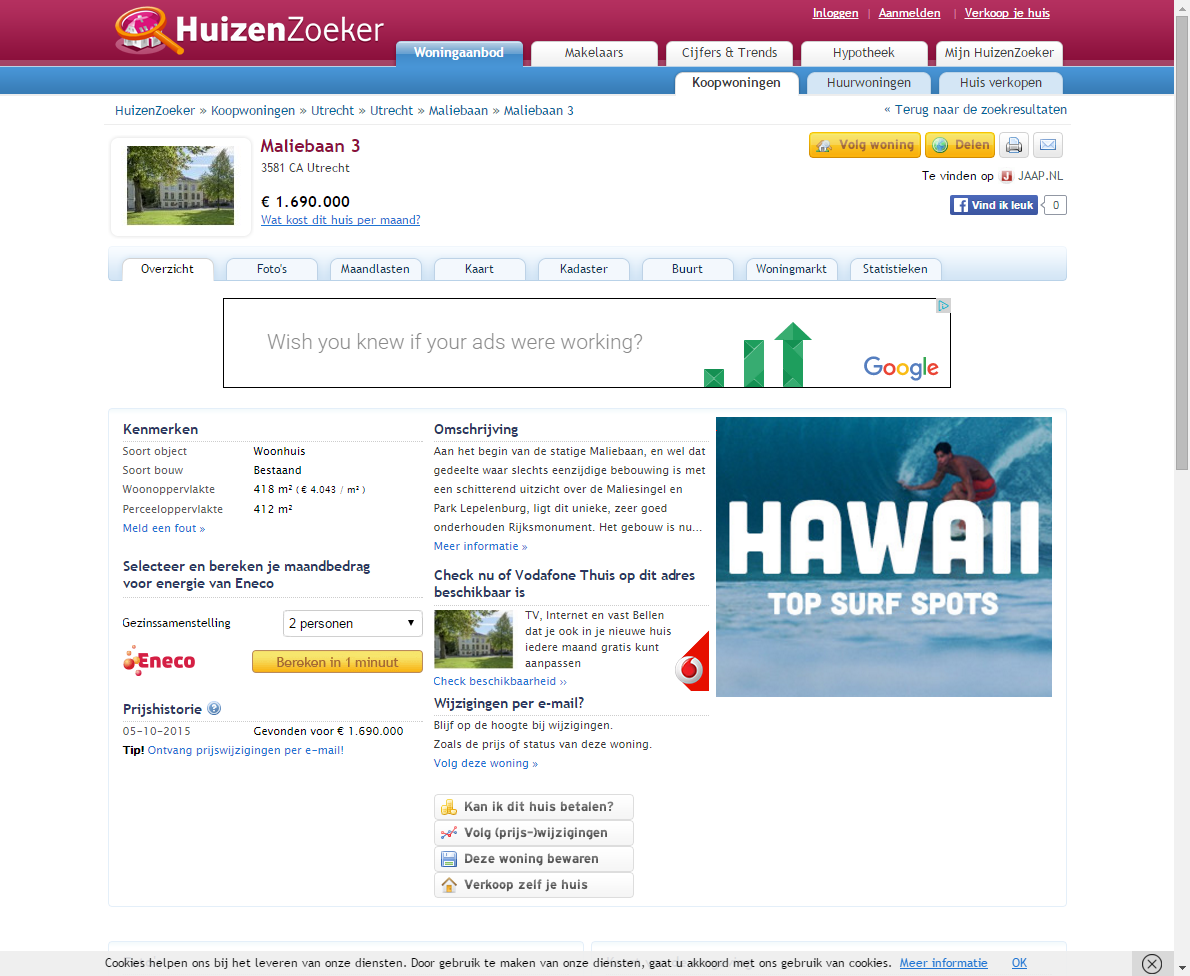 Inloggen | Aanmelden | Verkoop je huis
HuizenZoeker
Woningaanbod Makelaars Cijfers & Trends Hypotheek Mijn HuizenZoeker
Koopwoningen Huurwoningen Huis verkopen
HuizenZoeker » Koopwoningen » Utrecht » Utrecht » Maliebaan » Maliebaan 3
« Terug naar de zoekresultaten
Maliebaan 3
3581 CA Utrecht
€ 1.690.000
Wat kost dit huis per maand?
Volg woning Delen
Te vinden op JAAP.NL
Vind ik leuk 0
Overzicht Foto's Maandlasten Kaart Kadaster Buurt Woningmarkt Statistieken
Wish you knew if your ads were working?
Google
Kenmerken
Soort object Woonhuis
Soort bouw Bestaand
Woonoppervlakte 418 m² ( € 4.043 / m² )
Perceeloppervlakte 412 m²
Meld een fout »
Selecteer en bereken je maandbedrag
voor energie van Eneco
Gezinssamenstelling 2 personen
Eneco Bereken in 1 minuut
Prijshistorie ?
05-10-2015 Gevonden voor € 1.690.000
Tip! Ontvang prijswijzigingen per e-mail!
Omschrijving
Aan het begin van de statige Maliebaan, en wel dat
gedeelte waar slechts eenzijdige bebouwing is met
een schitterend uitzicht over de Maliesingel en
Park Lepelenburg, ligt dit unieke, zeer goed
onderhouden Rijksmonument. Het gebouw is nu...
Meer informatie »
Check nu of Vodafone Thuis op dit adres
beschikbaar is
TV, Internet en vast Bellen
dat je ook in je nieuwe huis
iedere maand gratis kunt
aanpassen
Check beschikbaarheid ››
Wijzigingen per e-mail?
Blijf op de hoogte bij wijzigingen.
Zoals de prijs of status van deze woning.
Volg deze woning »
Kan ik dit huis betalen?
Volg (prijs-)wijzigingen
Deze woning bewaren
Verkoop zelf je huis
HAWAII
TOP SURF SPOTS
Cookies helpen ons bij het leveren van onze diensten. Door gebruik te maken van onze diensten, gaat u akkoord met ons gebruik van cookies. Meer informatie OK